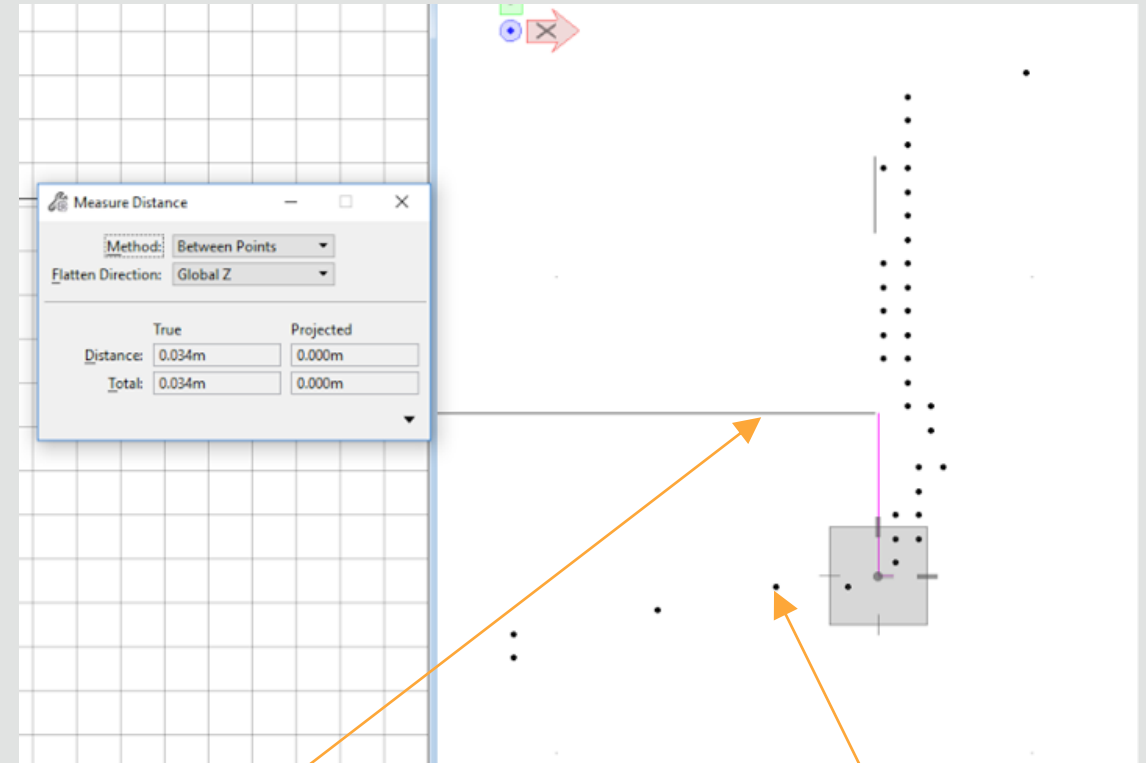 Measure Distance
Method: Between Points
Flatten Direction: Global Z
True Projected
Distance: 0.034m 0.000m
Total: 0.034m 0.000m
X